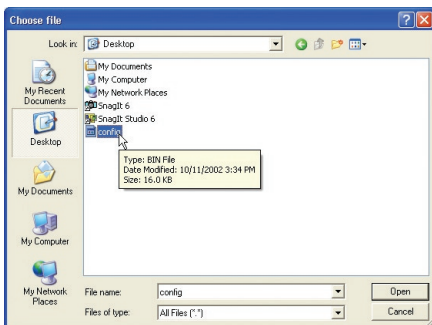 Choose file
Look in:
Desktop
My Recent
Documents
Desktop
My Documents
My Computer
My Network
Places
My Documents
My Computer
My Network Places
SnagIt 6
SnagIt Studio 6
config
Type: BIN File
Date Modified: 10/11/2002 3:34 PM
Size: 16.0 KB
File name:
config
Open
Files of type:
All Files (*.*)
Cancel